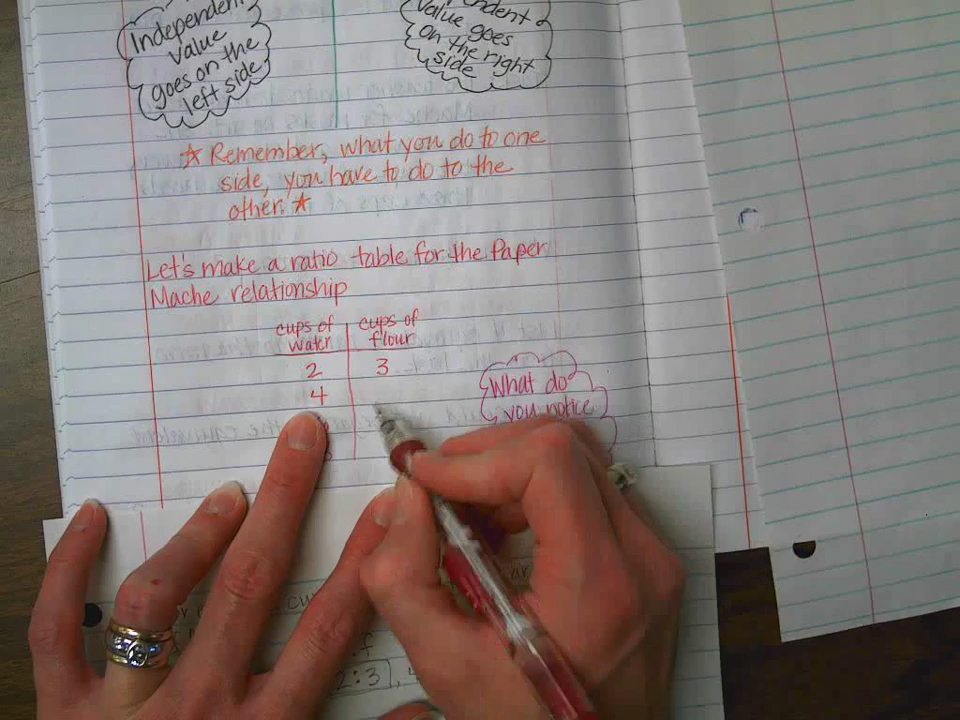 Independent
value
goes on the
left side
value goes
on the right
side
☆ Remember, what you do to one
side, you have to do to the
other. ☆
Let's make a ratio table for the Paper
Mache relationship
cups of water
cups of flour
2 3
4
What do
you notice
2:3